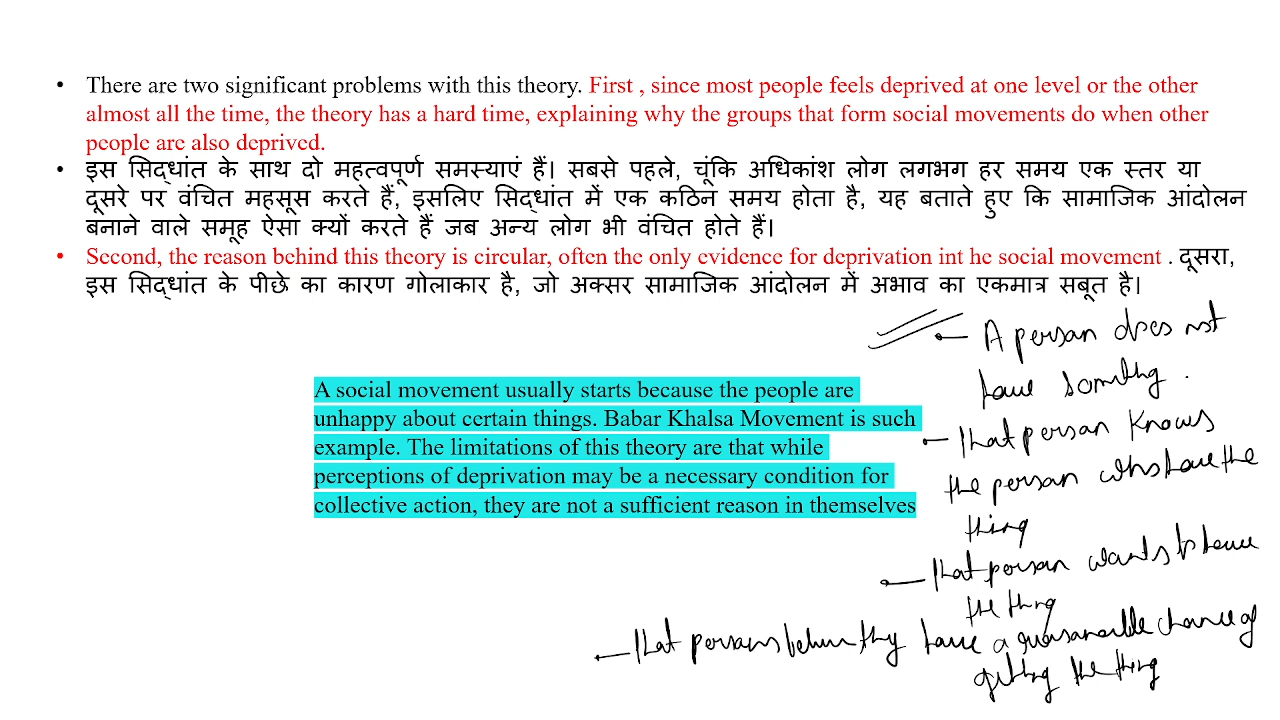 • There are two significant problems with this theory. First , since most people feels deprived at one level or the other
almost all the time, the theory has a hard time, explaining why the groups that form social movements do when other
people are also deprived.
• इस सिद्धांत के साथ दो महत्वपूर्ण समस्याएं हैं। सबसे पहले, चूंकि अधिकांश लोग लगभग हर समय एक स्तर या
दूसरे पर वंचित महसूस करते हैं, इसलिए सिद्धांत में एक कठिन समय होता है, यह बताते हुए कि सामाजिक आंदोलन
बनाने वाले समूह ऐसा क्यों करते हैं जब अन्य लोग भी वंचित होते हैं।
• Second, the reason behind this theory is circular, often the only evidence for deprivation int he social movement . दूसरा,
इस सिद्धांत के पीछे का कारण गोलाकार है, जो अक्सर सामाजिक आंदोलन में अभाव का एकमात्र सबूत है।
A social movement usually starts because the people are
unhappy about certain things. Babar Khalsa Movement is such
example. The limitations of this theory are that while
perceptions of deprivation may be a necessary condition for
collective action, they are not a sufficient reason in themselves
- A person does not
have something.
- that person knows
the person who have the
thing
- that person wants to have
the thing
- that persons believe they have a reasonable chance of
getting the thing